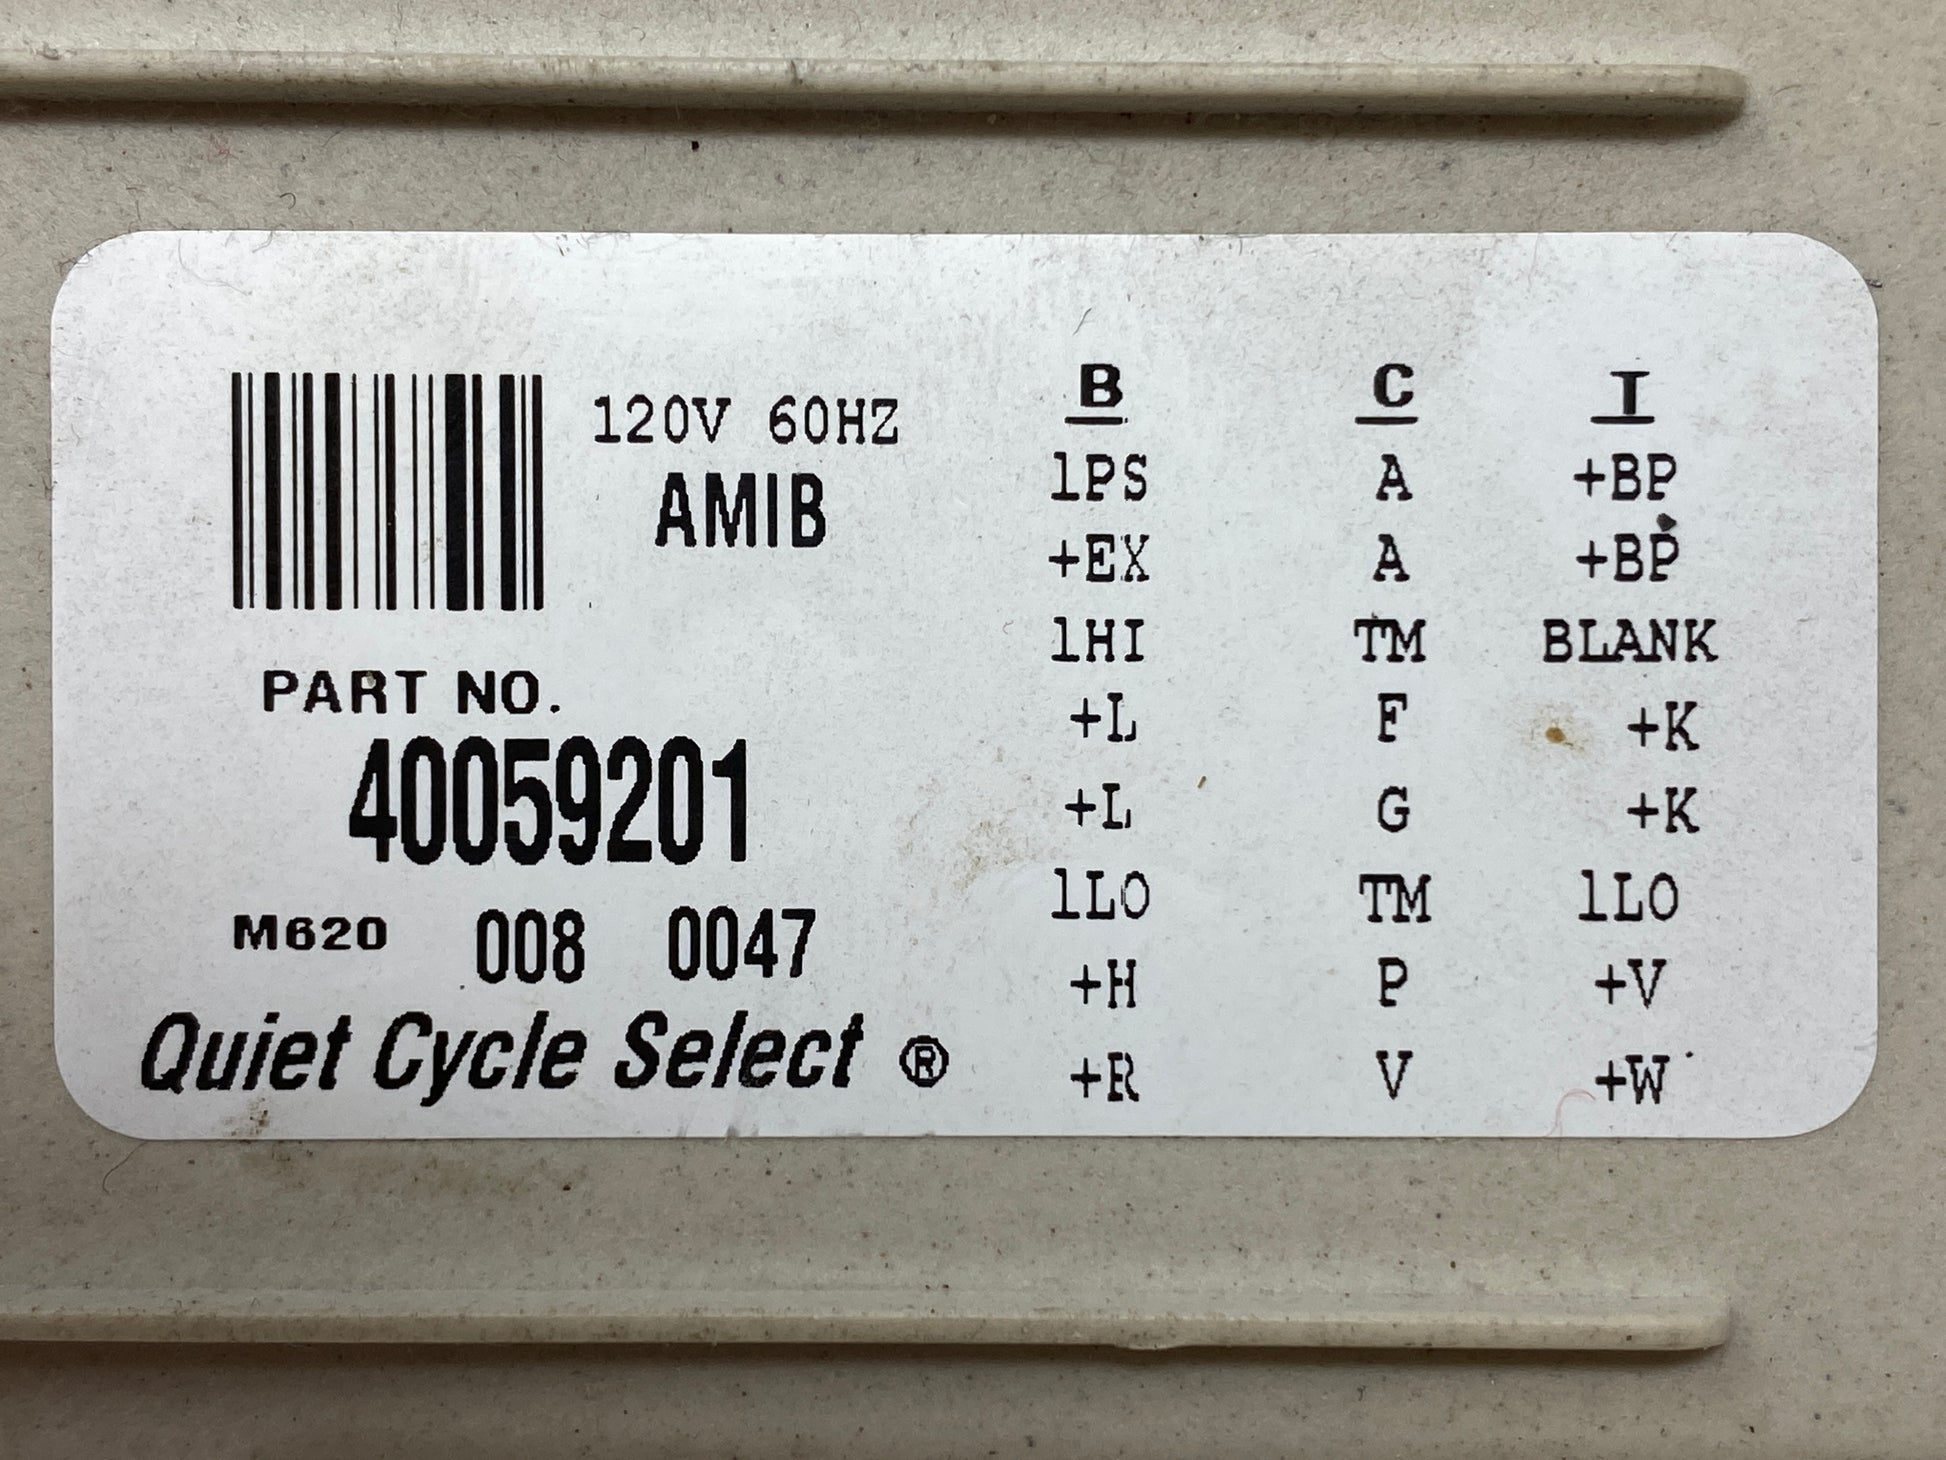 120V 60HZ
AMIB
PART NO.
40059201
M620 008 0047
Quiet Cycle Select ®
B C I
1PS A +BP
+EX A +BP
1HI TM BLANK
+L F +K
+L G +K
1LO TM 1LO
+H P +V
+R V +W